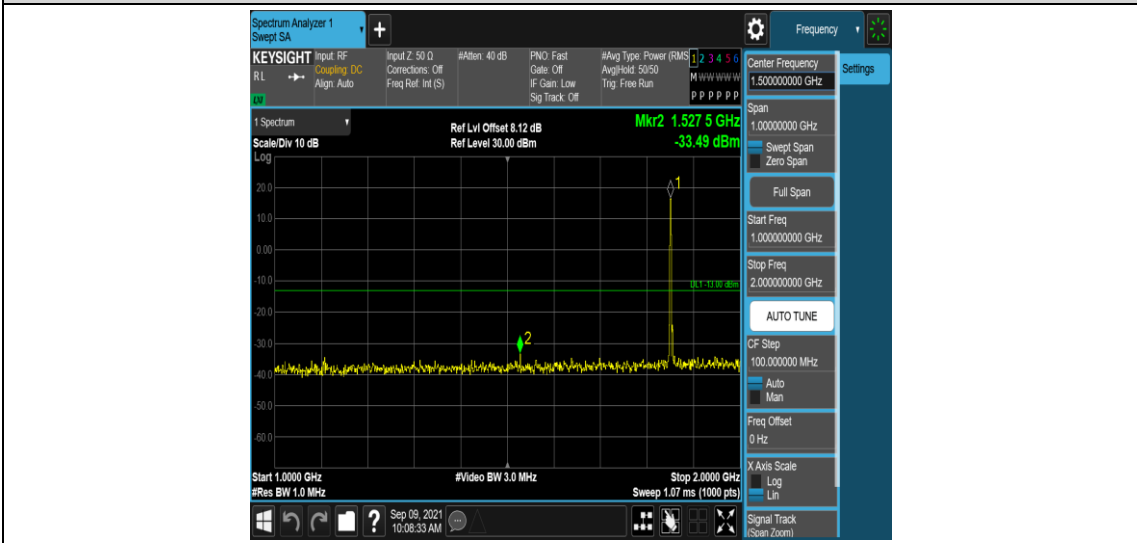 Spectrum Analyzer 1
Swept SA
+
Frequency
KEYSIGHT
RL
LXI
Input: RF
Coupling: DC
Align: Auto
Input Z: 50 Ω
Corrections: Off
Freq Ref: Int (S)
#Atten: 40 dB
PNO: Fast
Gate: Off
IF Gain: Low
Sig Track: Off
#Avg Type: Power (RMS
Avg|Hold: 50/50
Trig: Free Run
1 2 3 4 5 6
M W W W W W
P P P P P P
1 Spectrum
Scale/Div 10 dB
Log
Ref Lvl Offset 8.12 dB
Ref Level 30.00 dBm
Mkr2 1.527 5 GHz
-33.49 dBm
20.0
10.0
0.00
-10.0
-20.0
-30.0
-40.0
-50.0
-60.0
1
DL1 -13.00 dBm
2
Start 1.0000 GHz
#Res BW 1.0 MHz
#Video BW 3.0 MHz
Stop 2.0000 GHz
Sweep 1.07 ms (1000 pts)
?
Sep 09, 2021
10:08:33 AM
Center Frequency
1.500000000 GHz
Span
1.00000000 GHz
Swept Span
Zero Span
Full Span
Start Freq
1.000000000 GHz
Stop Freq
2.000000000 GHz
AUTO TUNE
CF Step
100.000000 MHz
Auto
Man
Freq Offset
0 Hz
X Axis Scale
Log
Lin
Signal Track
(Span Zoom)
Settings